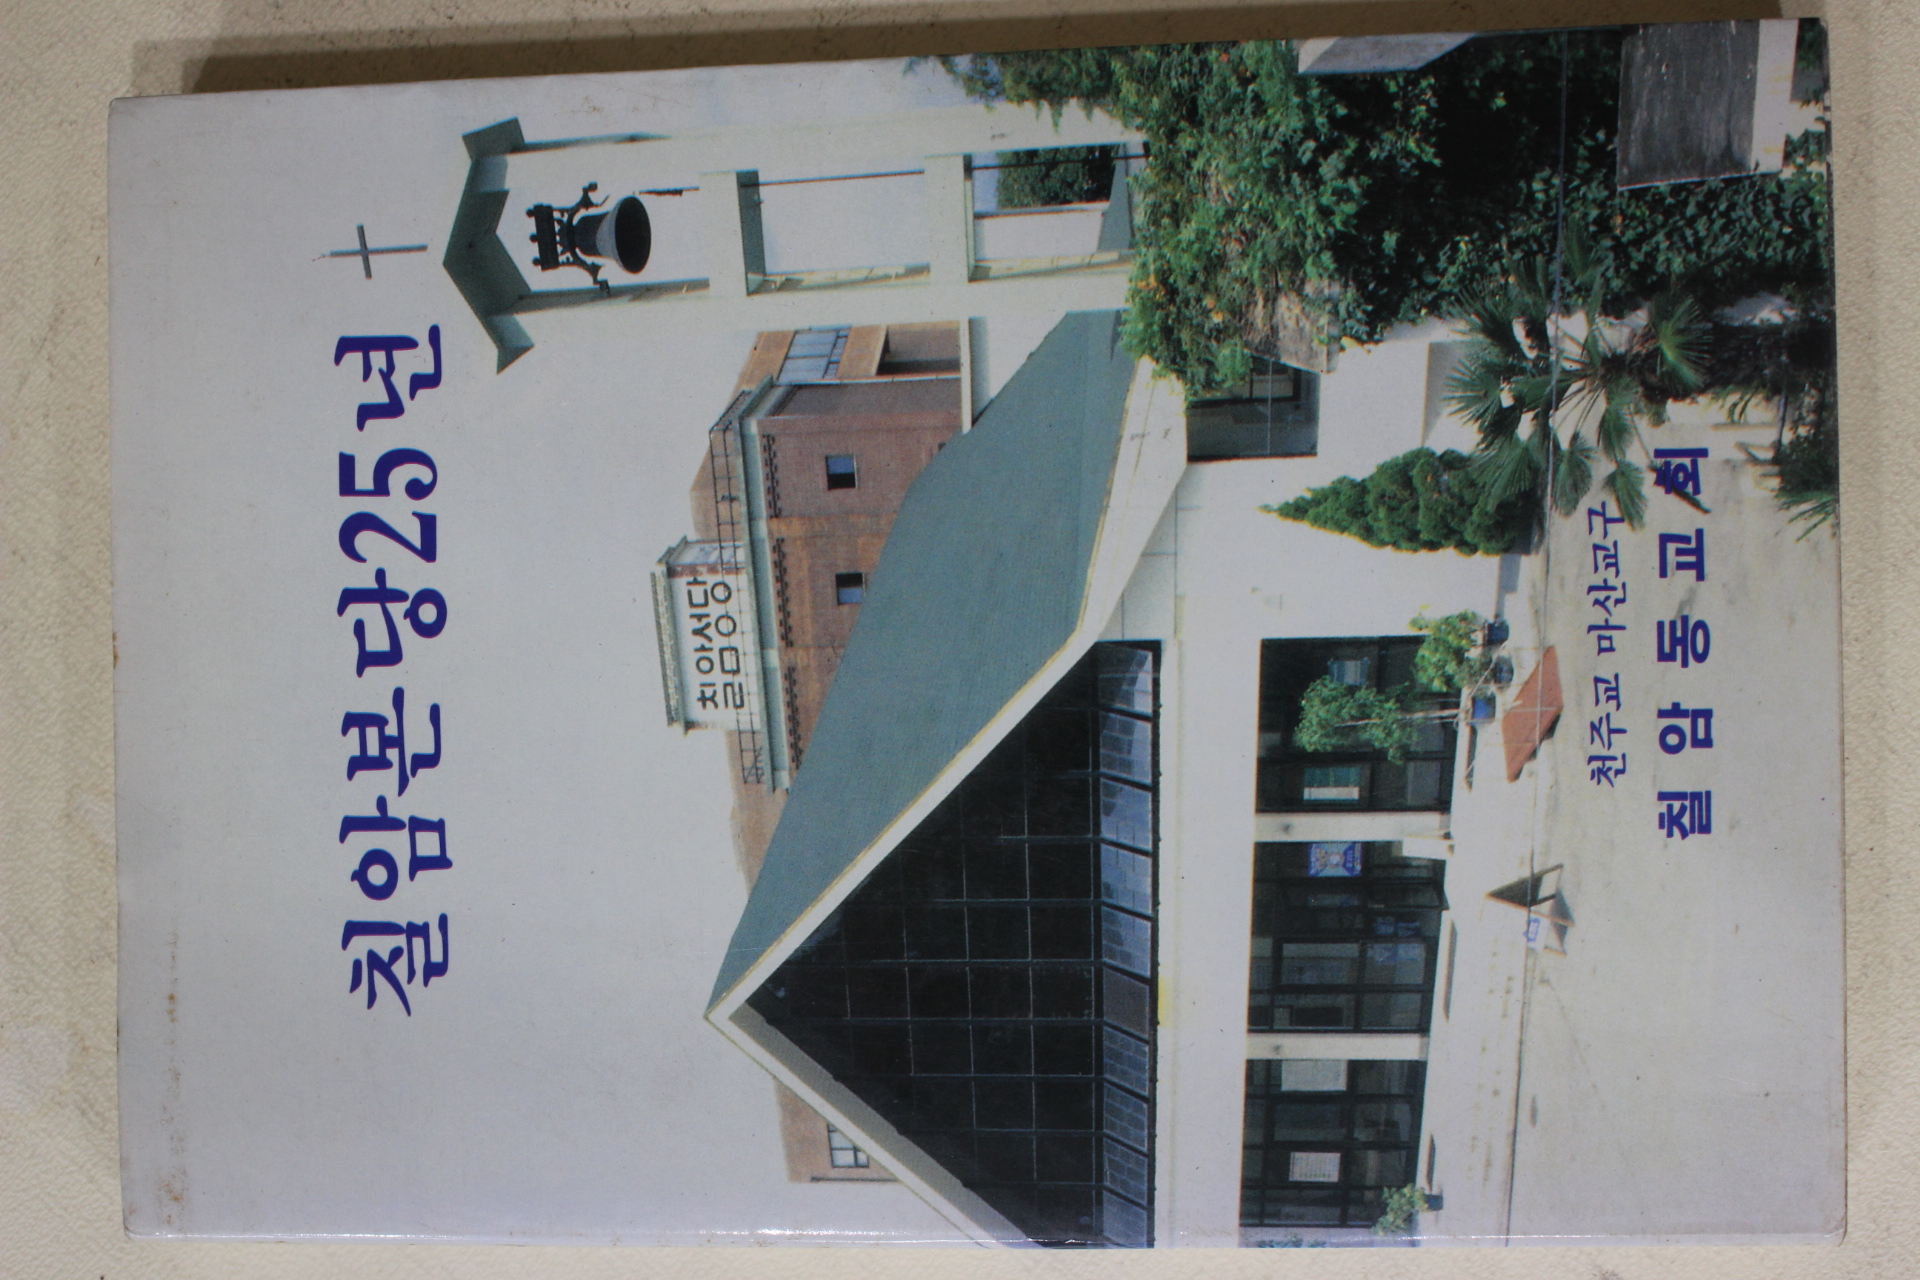 칠암본당25년
칠암성당
천주교 마산교구
칠암동교회